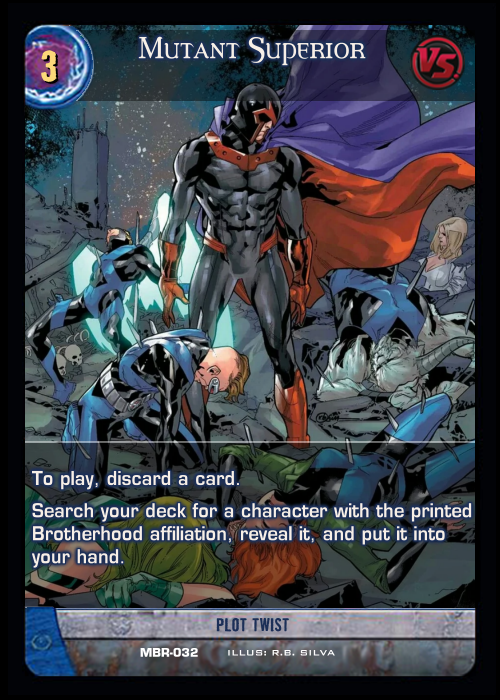 3
Mutant Superior
VS
To play, discard a card.
Search your deck for a character with the printed
Brotherhood affiliation, reveal it, and put it into
your hand.
PLOT TWIST
MBR-032 ILLUS: R.B. SILVA